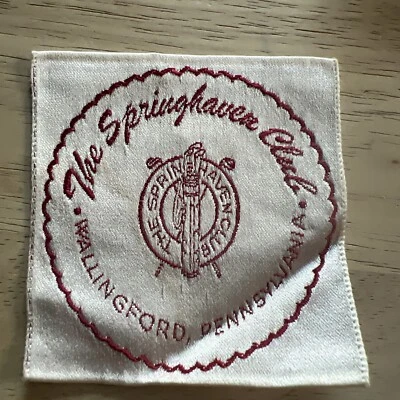 The Springhaven Club
THE SPRINGHAVEN CLUB
• WALLINGFORD, PENNSYLVANIA •